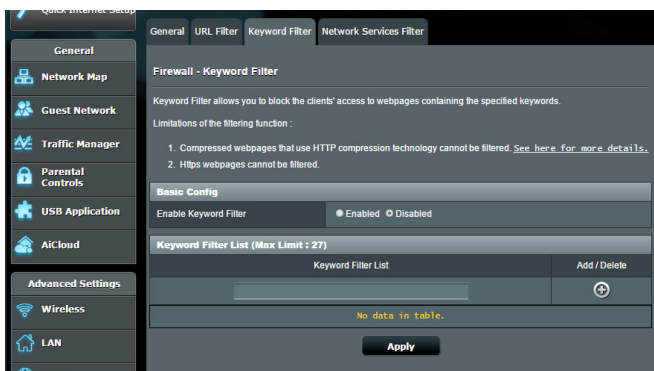 Quick Internet Setup
General
Network Map
Guest Network
Traffic Manager
Parental
Controls
USB Application
AiCloud
Advanced Settings
Wireless
LAN
General URL Filter Keyword Filter Network Services Filter
Firewall - Keyword Filter
Keyword Filter allows you to block the clients' access to webpages containing the specified keywords.
Limitations of the filtering function :
1. Compressed webpages that use HTTP compression technology cannot be filtered. See here for more details.
2. Https webpages cannot be filtered.
Basic Config
Enable Keyword Filter Enabled Disabled
Keyword Filter List (Max Limit : 27)
Keyword Filter List Add / Delete
No data in table.
Apply